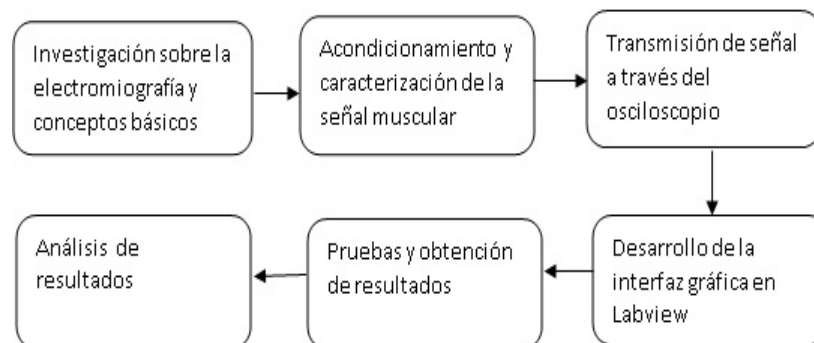 Investigación sobre la
electromiografía y
conceptos básicos
Acondicionamiento y
caracterización de la
señal muscular
Transmisión de señal
a través del
osciloscopio
Desarrollo de la
interfaz gráfica en
Labview
Pruebas y obtención
de resultados
Análisis de
resultados